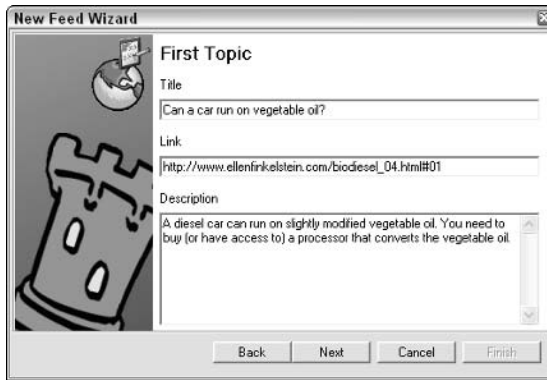 New Feed Wizard
First Topic
Title
Can a car run on vegetable oil?
Link
http://www.ellenfinkelstein.com/biodiesel_04.html#01
Description
A diesel car can run on slightly modified vegetable oil. You need to
buy (or have access to) a processor that converts the vegetable oil.
Back
Next
Cancel
Finish